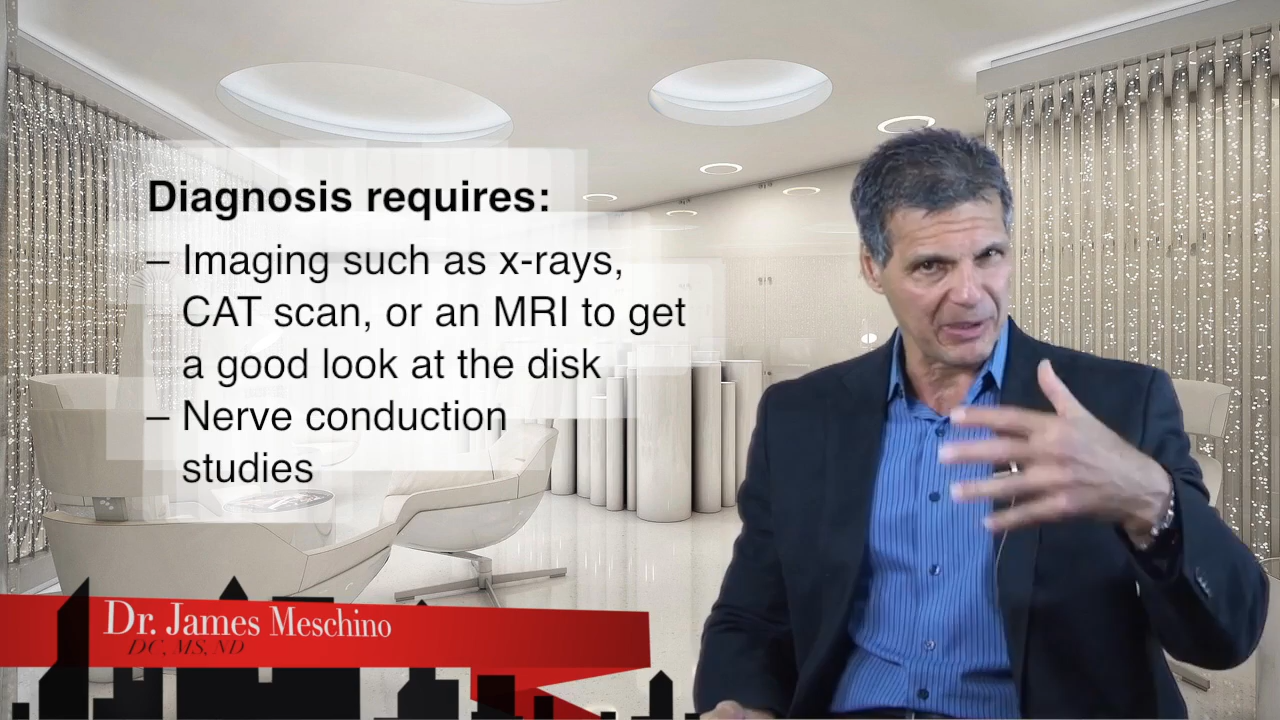 Diagnosis requires:
– Imaging such as x-rays,
CAT scan, or an MRI to get
a good look at the disk
– Nerve conduction
studies
Dr. James Meschino
DC, MS, ND